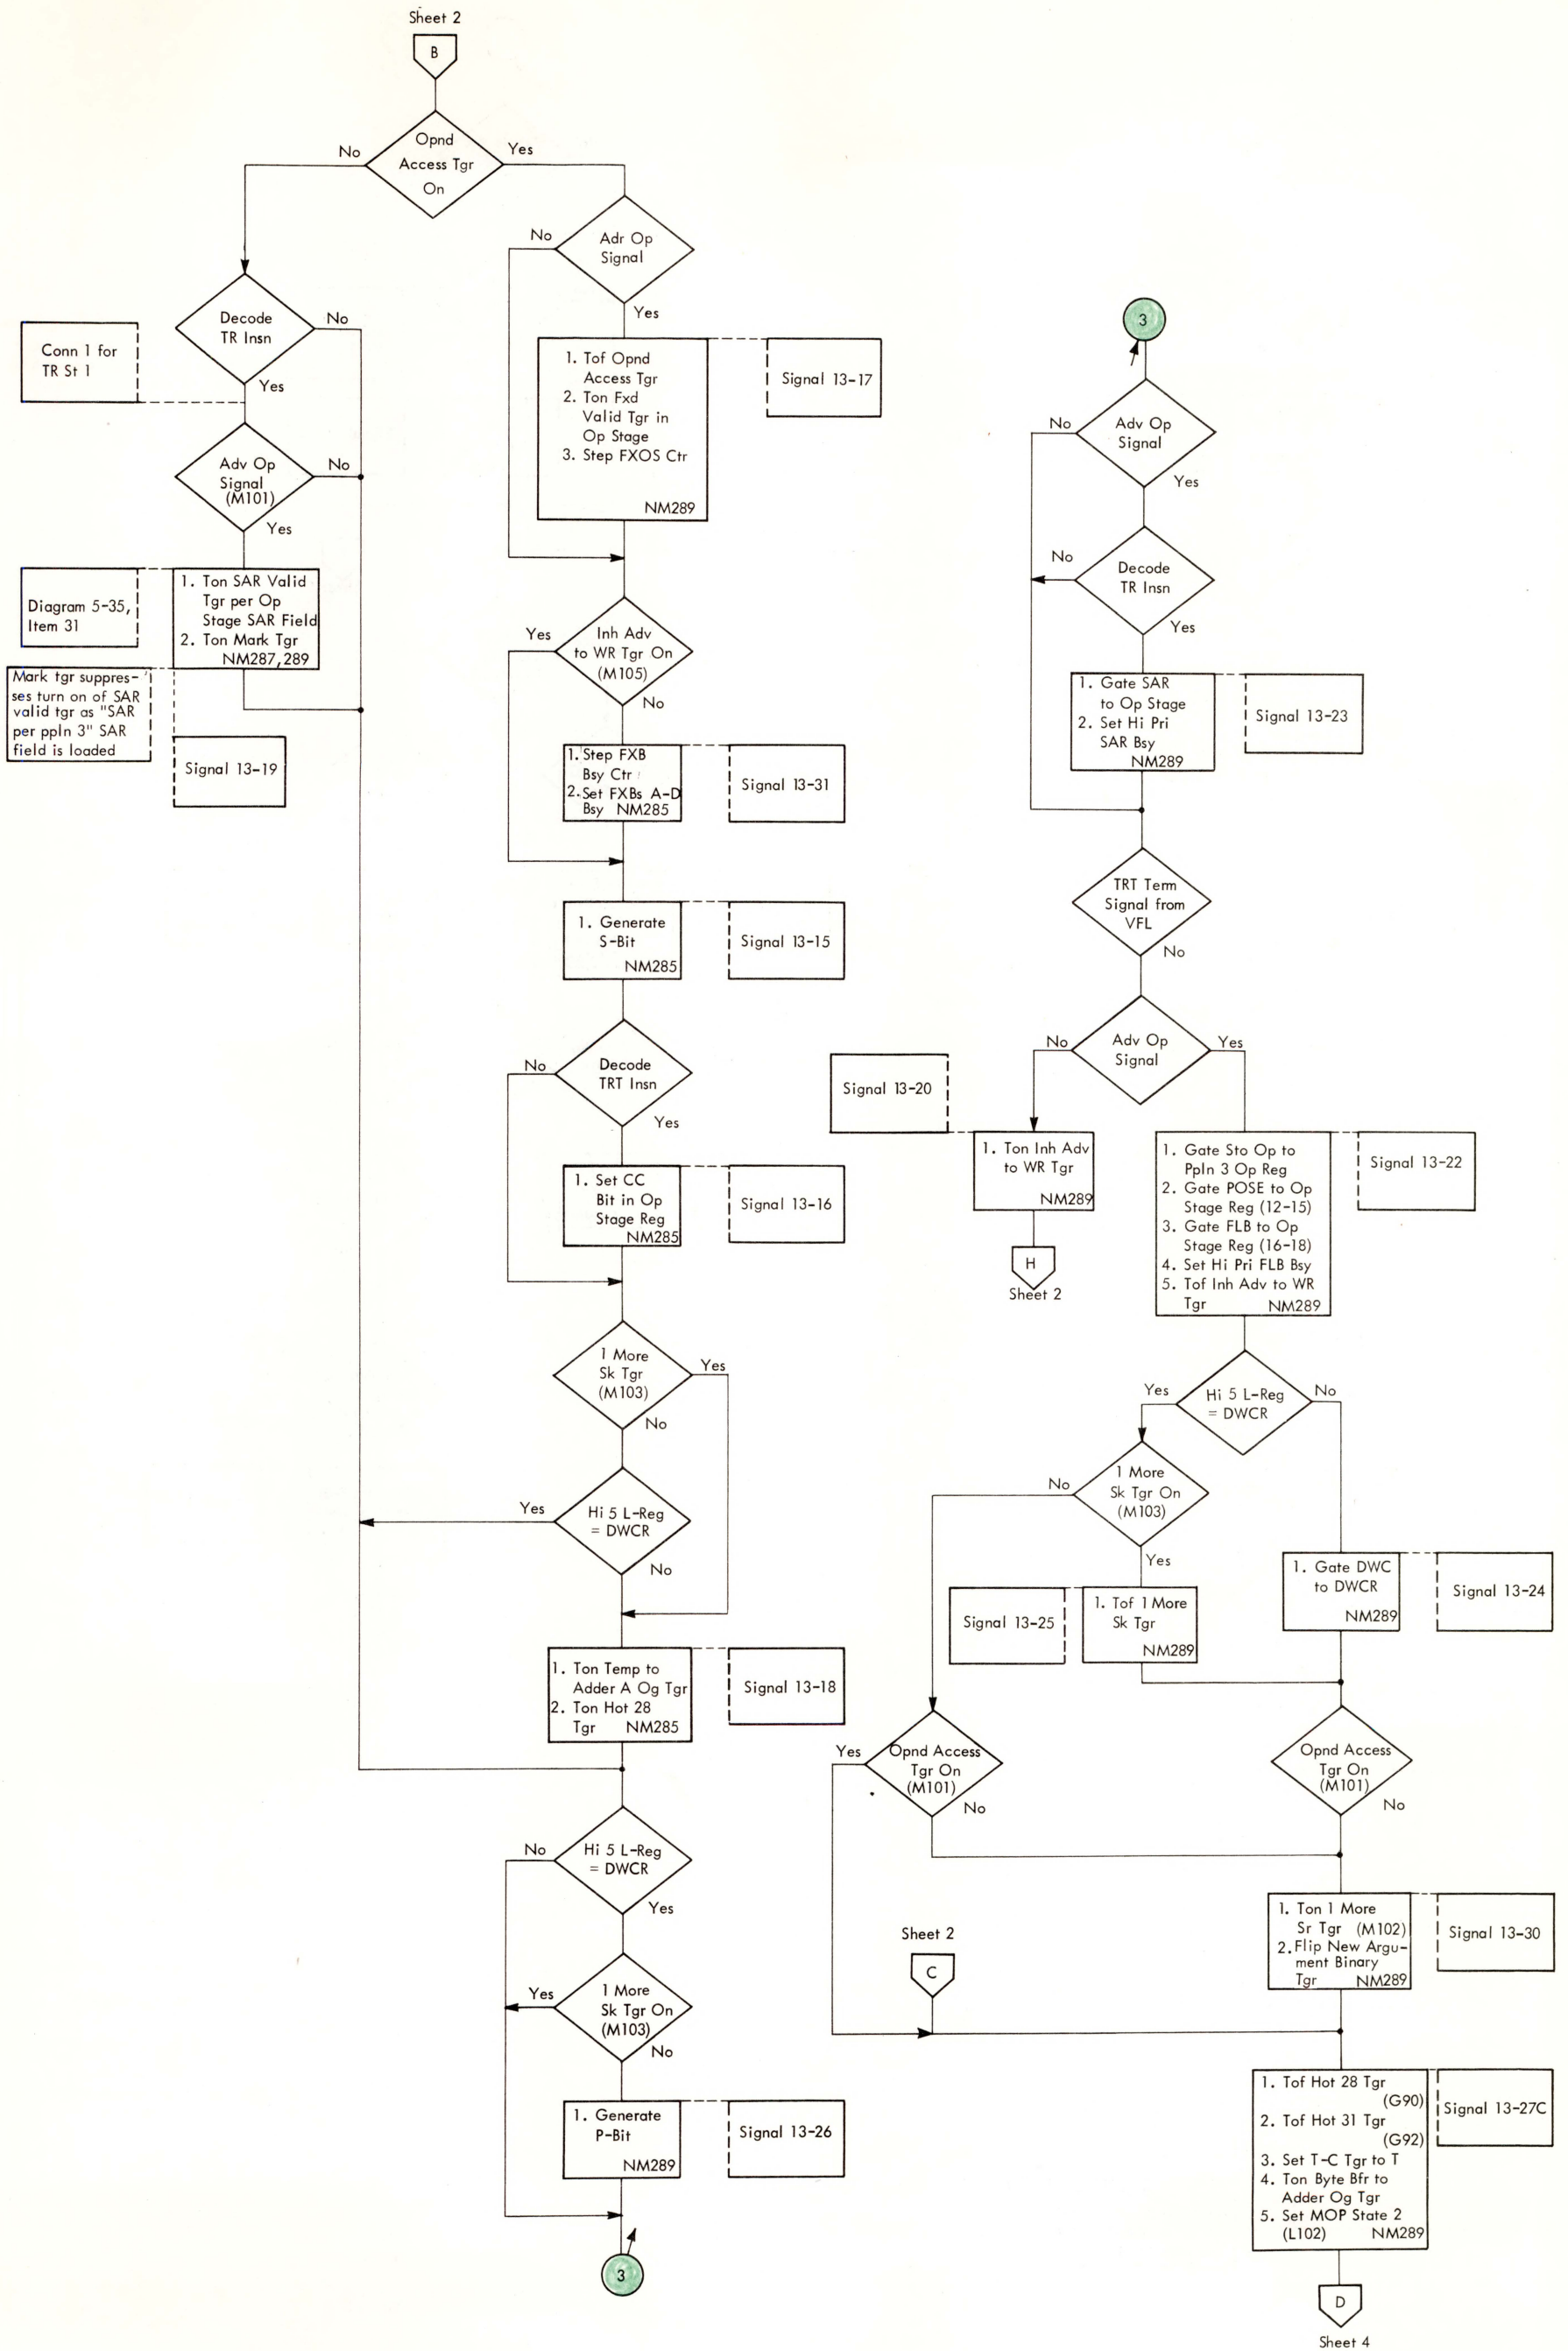 Sheet 2
B
Opnd
Access Tgr
On
No
Yes
Decode
TR Insn
No
Yes
Conn 1 for
TR St 1
Adv Op
Signal
(M101)
No
Yes
Diagram 5-35,
Item 31
1. Ton SAR Valid
Tgr per Op
Stage SAR Field
2. Ton Mark Tgr
NM287,289
Mark tgr suppres-
ses turn on of SAR
valid tgr as "SAR
per ppln 3" SAR
field is loaded
Signal 13-19
Adr Op
Signal
No
Yes
1. Tof Opnd
Access Tgr
2. Ton Fxd
Valid Tgr in
Op Stage
3. Step FXOS Ctr
NM289
Signal 13-17
Inh Adv
to WR Tgr On
(M105)
Yes
No
1. Step FXB
Bsy Ctr
2. Set FXBs A-D
Bsy NM285
Signal 13-31
1. Generate
S-Bit
NM285
Signal 13-15
Decode
TRT Insn
No
Yes
1. Set CC
Bit in Op
Stage Reg
NM285
Signal 13-16
1 More
Sk Tgr
(M103)
Yes
No
Hi 5 L-Reg
= DWCR
Yes
No
1. Ton Temp to
Adder A Og Tgr
2. Ton Hot 28
Tgr NM285
Signal 13-18
Hi 5 L-Reg
= DWCR
No
Yes
1 More
Sk Tgr On
(M103)
Yes
No
1. Generate
P-Bit
NM289
Signal 13-26
3
3
Adv Op
Signal
No
Yes
Decode
TR Insn
No
Yes
1. Gate SAR
to Op Stage
2. Set Hi Pri
SAR Bsy
NM289
Signal 13-23
TRT Term
Signal from
VFL
No
Adv Op
Signal
No
Yes
Signal 13-20
1. Ton Inh Adv
to WR Tgr
NM289
H
Sheet 2
1. Gate Sto Op to
Ppln 3 Op Reg
2. Gate POSE to Op
Stage Reg (12-15)
3. Gate FLB to Op
Stage Reg (16-18)
4. Set Hi Pri FLB Bsy
5. Tof Inh Adv to WR
Tgr NM289
Signal 13-22
Hi 5 L-Reg
= DWCR
Yes
No
1 More
Sk Tgr On
(M103)
No
Yes
Signal 13-25
1. Tof 1 More
Sk Tgr
NM289
1. Gate DWC
to DWCR
NM289
Signal 13-24
Opnd Access
Tgr On
(M101)
Yes
No
Opnd Access
Tgr On
(M101)
No
1. Ton 1 More
Sr Tgr (M102)
2. Flip New Argu-
ment Binary
Tgr NM289
Signal 13-30
Sheet 2
C
1. Tof Hot 28 Tgr
(G90)
2. Tof Hot 31 Tgr
(G92)
3. Set T-C Tgr to T
4. Ton Byte Bfr to
Adder Og Tgr
5. Set MOP State 2
(L102) NM289
Signal 13-27C
D
Sheet 4